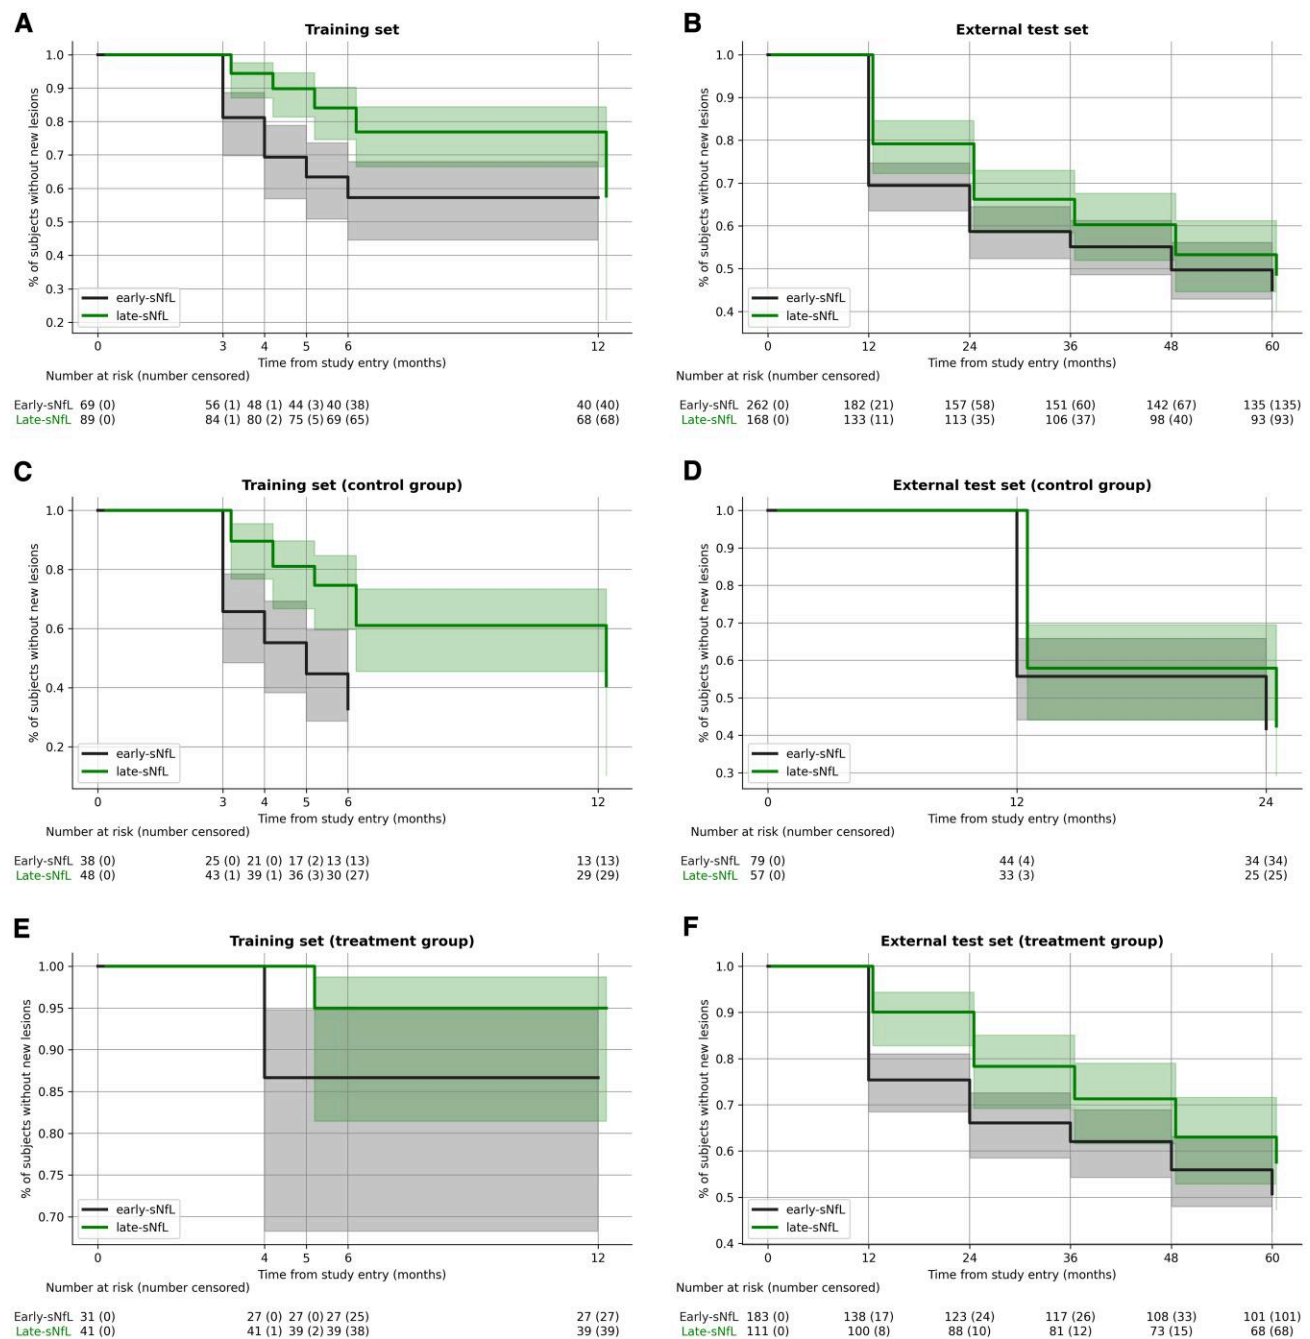 A
Training set
% of subjects without new lesions
1.0
0.9
0.8
0.7
0.6
0.5
0.4
0.3
0.2
early-sNfL
late-sNfL
0 3 4 5 6 12
Time from study entry (months)
Number at risk (number censored)
Early-sNfL 69 (0) 56 (1) 48 (1) 44 (3) 40 (38) 40 (40)
Late-sNfL 89 (0) 84 (1) 80 (2) 75 (5) 69 (65) 68 (68)
B
External test set
% of subjects without new lesions
1.0
0.9
0.8
0.7
0.6
0.5
0.4
early-sNfL
late-sNfL
0 12 24 36 48 60
Time from study entry (months)
Number at risk (number censored)
Early-sNfL 262 (0) 182 (21) 157 (58) 151 (60) 142 (67) 135 (135)
Late-sNfL 168 (0) 133 (11) 113 (35) 106 (37) 98 (40) 93 (93)
C
Training set (control group)
% of subjects without new lesions
1.0
0.8
0.6
0.4
0.2
early-sNfL
late-sNfL
0 3 4 5 6 12
Time from study entry (months)
Number at risk (number censored)
Early-sNfL 38 (0) 25 (0) 21 (0) 17 (2) 13 (13) 13 (13)
Late-sNfL 48 (0) 43 (1) 39 (1) 36 (3) 30 (27) 29 (29)
D
External test set (control group)
% of subjects without new lesions
1.0
0.9
0.8
0.7
0.6
0.5
0.4
0.3
early-sNfL
late-sNfL
0 12 24
Time from study entry (months)
Number at risk (number censored)
Early-sNfL 79 (0) 44 (4) 34 (34)
Late-sNfL 57 (0) 33 (3) 25 (25)
E
Training set (treatment group)
% of subjects without new lesions
1.00
0.95
0.90
0.85
0.80
0.75
0.70
early-sNfL
late-sNfL
0 4 5 6 12
Time from study entry (months)
Number at risk (number censored)
Early-sNfL 31 (0) 27 (0) 27 (0) 27 (25) 27 (27)
Late-sNfL 41 (0) 41 (1) 39 (2) 39 (38) 39 (39)
F
External test set (treatment group)
% of subjects without new lesions
1.0
0.9
0.8
0.7
0.6
0.5
0.4
early-sNfL
late-sNfL
0 12 24 36 48 60
Time from study entry (months)
Number at risk (number censored)
Early-sNfL 183 (0) 138 (17) 123 (24) 117 (26) 108 (33) 101 (101)
Late-sNfL 111 (0) 100 (8) 88 (10) 81 (12) 73 (15) 68 (68)